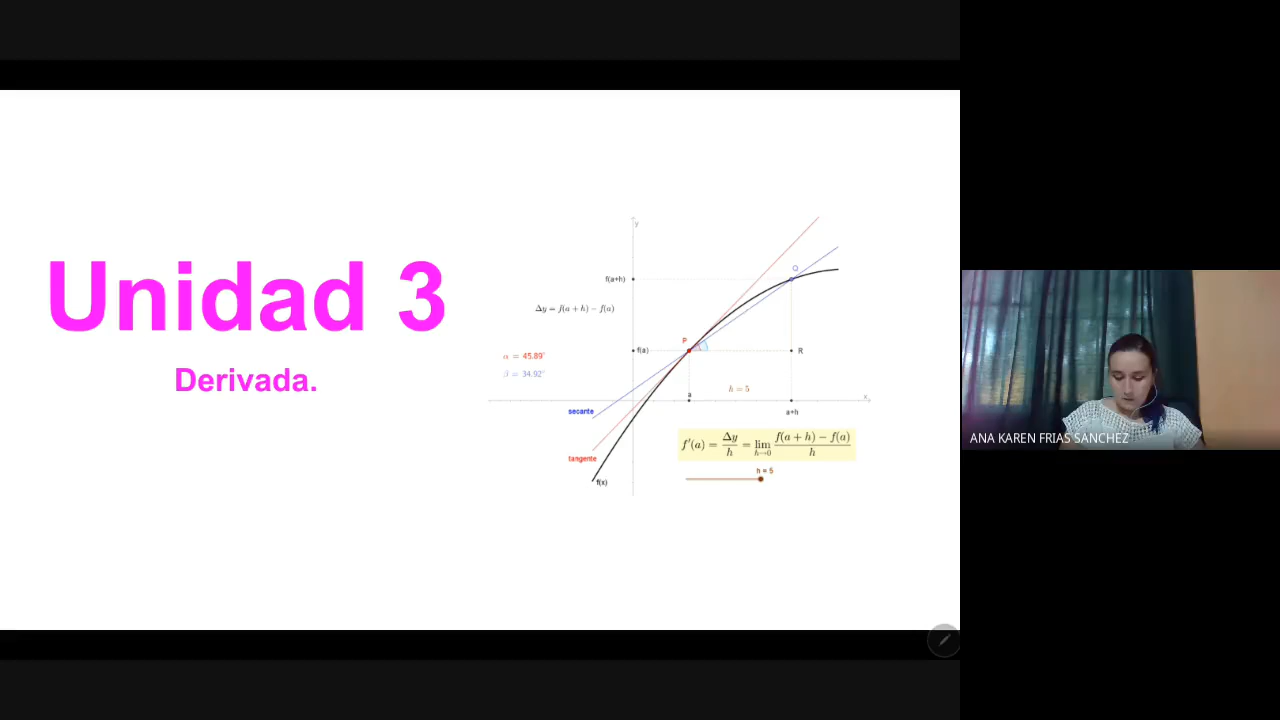 Unidad 3
Derivada.
y
f(a+h)
Q
Δy = f(a + h) − f(a)
P
f(a)
R
α = 45.89°
β = 34.92°
h = 5
a
x
secante
a+h
f'(a) = Δy/h = lim h→0 f(a + h) − f(a)/h
tangente
h = 5
f(x)
ANA KAREN FRIAS SANCHEZ